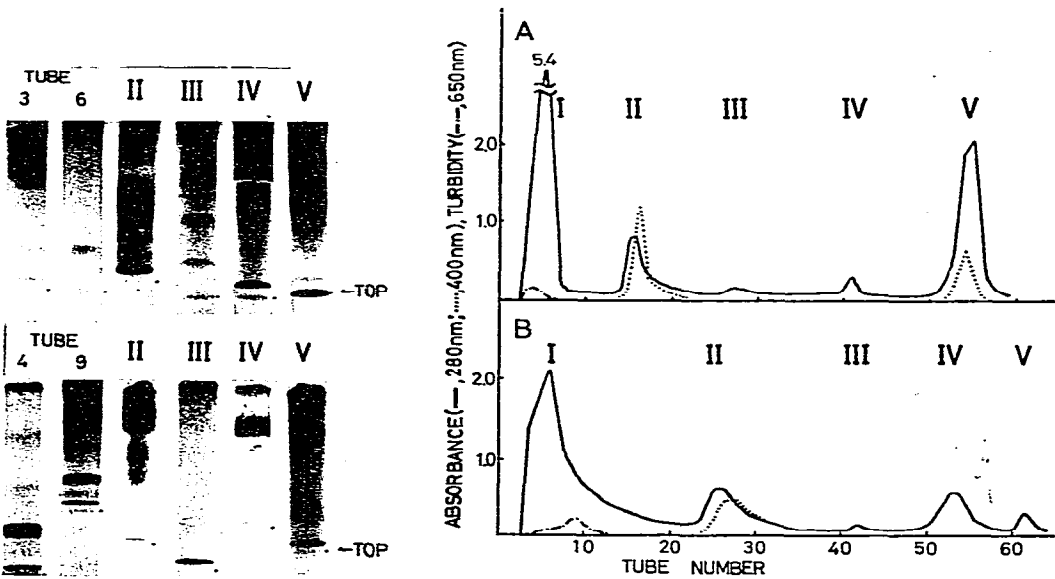 TUBE
3 6 II III IV V
←TOP
TUBE
4 9 II III IV V
←TOP
ABSORBANCE(—,280nm;·····,400nm),TURBIDITY(—·—,650nm)
A
5.4
I II III IV V
2.0
1.0
B
I II III IV V
2.0
1.0
10 20 30 40 50 60
TUBE NUMBER